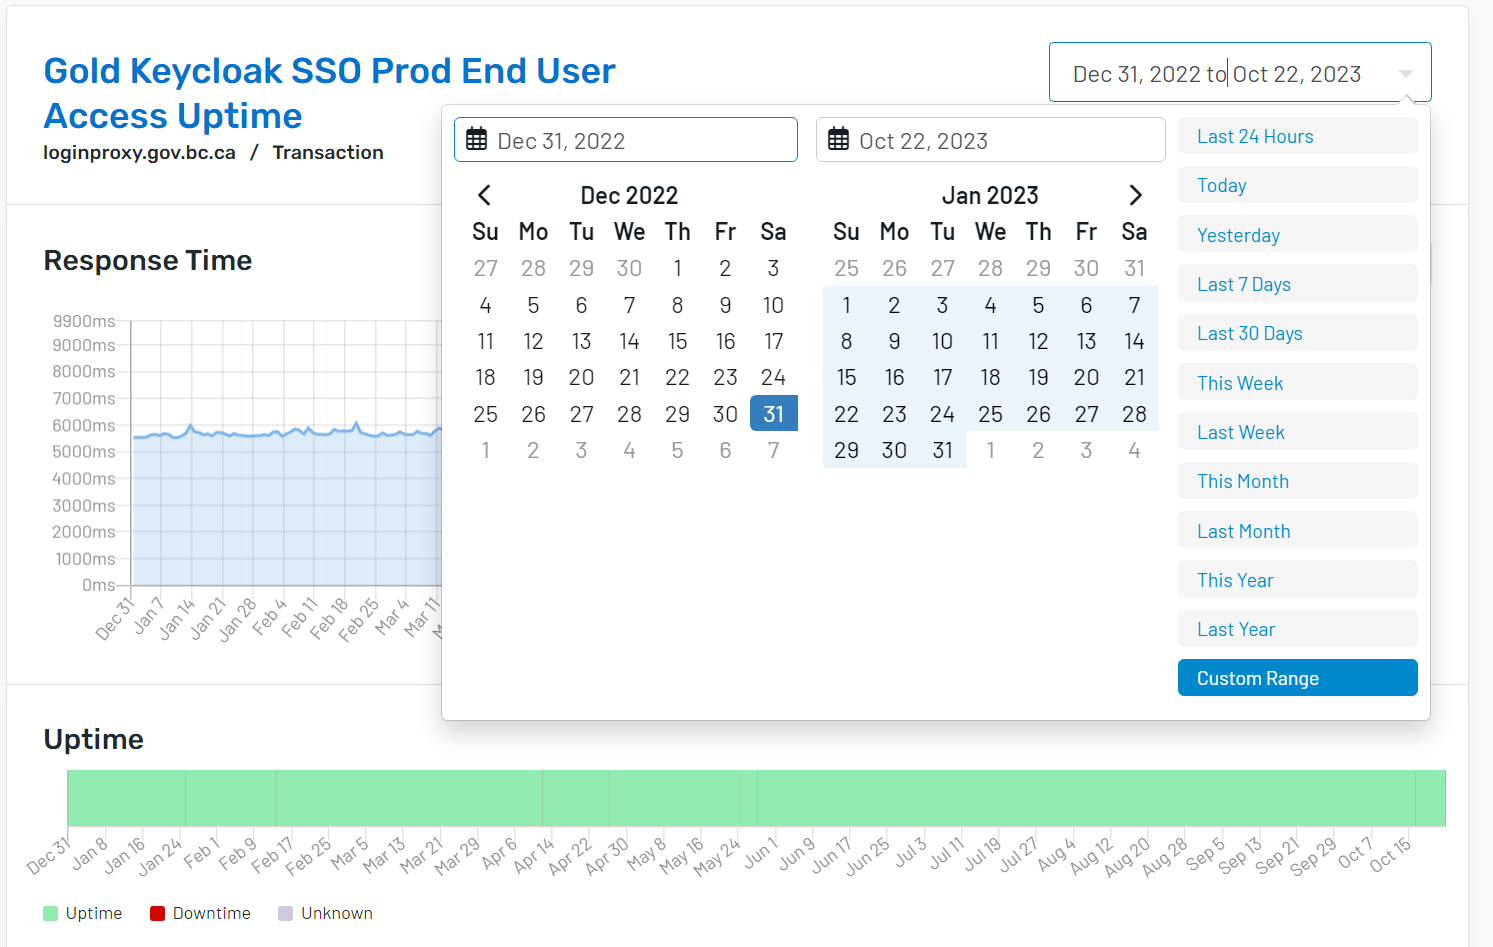 Gold Keycloak SSO Prod End User
Access Uptime
loginproxy.gov.bc.ca / Transaction
Dec 31, 2022 to Oct 22, 2023
Dec 31, 2022
Oct 22, 2023
Dec 2022
Su Mo Tu We Th Fr Sa
27 28 29 30 1 2 3
4 5 6 7 8 9 10
11 12 13 14 15 16 17
18 19 20 21 22 23 24
25 26 27 28 29 30 31
1 2 3 4 5 6 7
Jan 2023
Su Mo Tu We Th Fr Sa
25 26 27 28 29 30 31
1 2 3 4 5 6 7
8 9 10 11 12 13 14
15 16 17 18 19 20 21
22 23 24 25 26 27 28
29 30 31 1 2 3 4
Last 24 Hours
Today
Yesterday
Last 7 Days
Last 30 Days
This Week
Last Week
This Month
Last Month
This Year
Last Year
Custom Range
Response Time
9900ms
9000ms
8000ms
7000ms
6000ms
5000ms
4000ms
3000ms
2000ms
1000ms
0ms
Dec 31 Jan 7 Jan 14 Jan 21 Jan 28 Feb 4 Feb 11 Feb 18 Feb 25 Mar 4 Mar 11
Uptime
Dec 31 Jan 8 Jan 16 Jan 24 Feb 1 Feb 9 Feb 17 Feb 25 Mar 5 Mar 13 Mar 21 Mar 29 Apr 6 Apr 14 Apr 22 Apr 30 May 8 May 16 May 24 Jun 1 Jun 9 Jun 17 Jun 25 Jul 3 Jul 11 Jul 19 Jul 27 Aug 4 Aug 12 Aug 20 Aug 28 Sep 5 Sep 13 Sep 21 Sep 29 Oct 7 Oct 15
Uptime Downtime Unknown